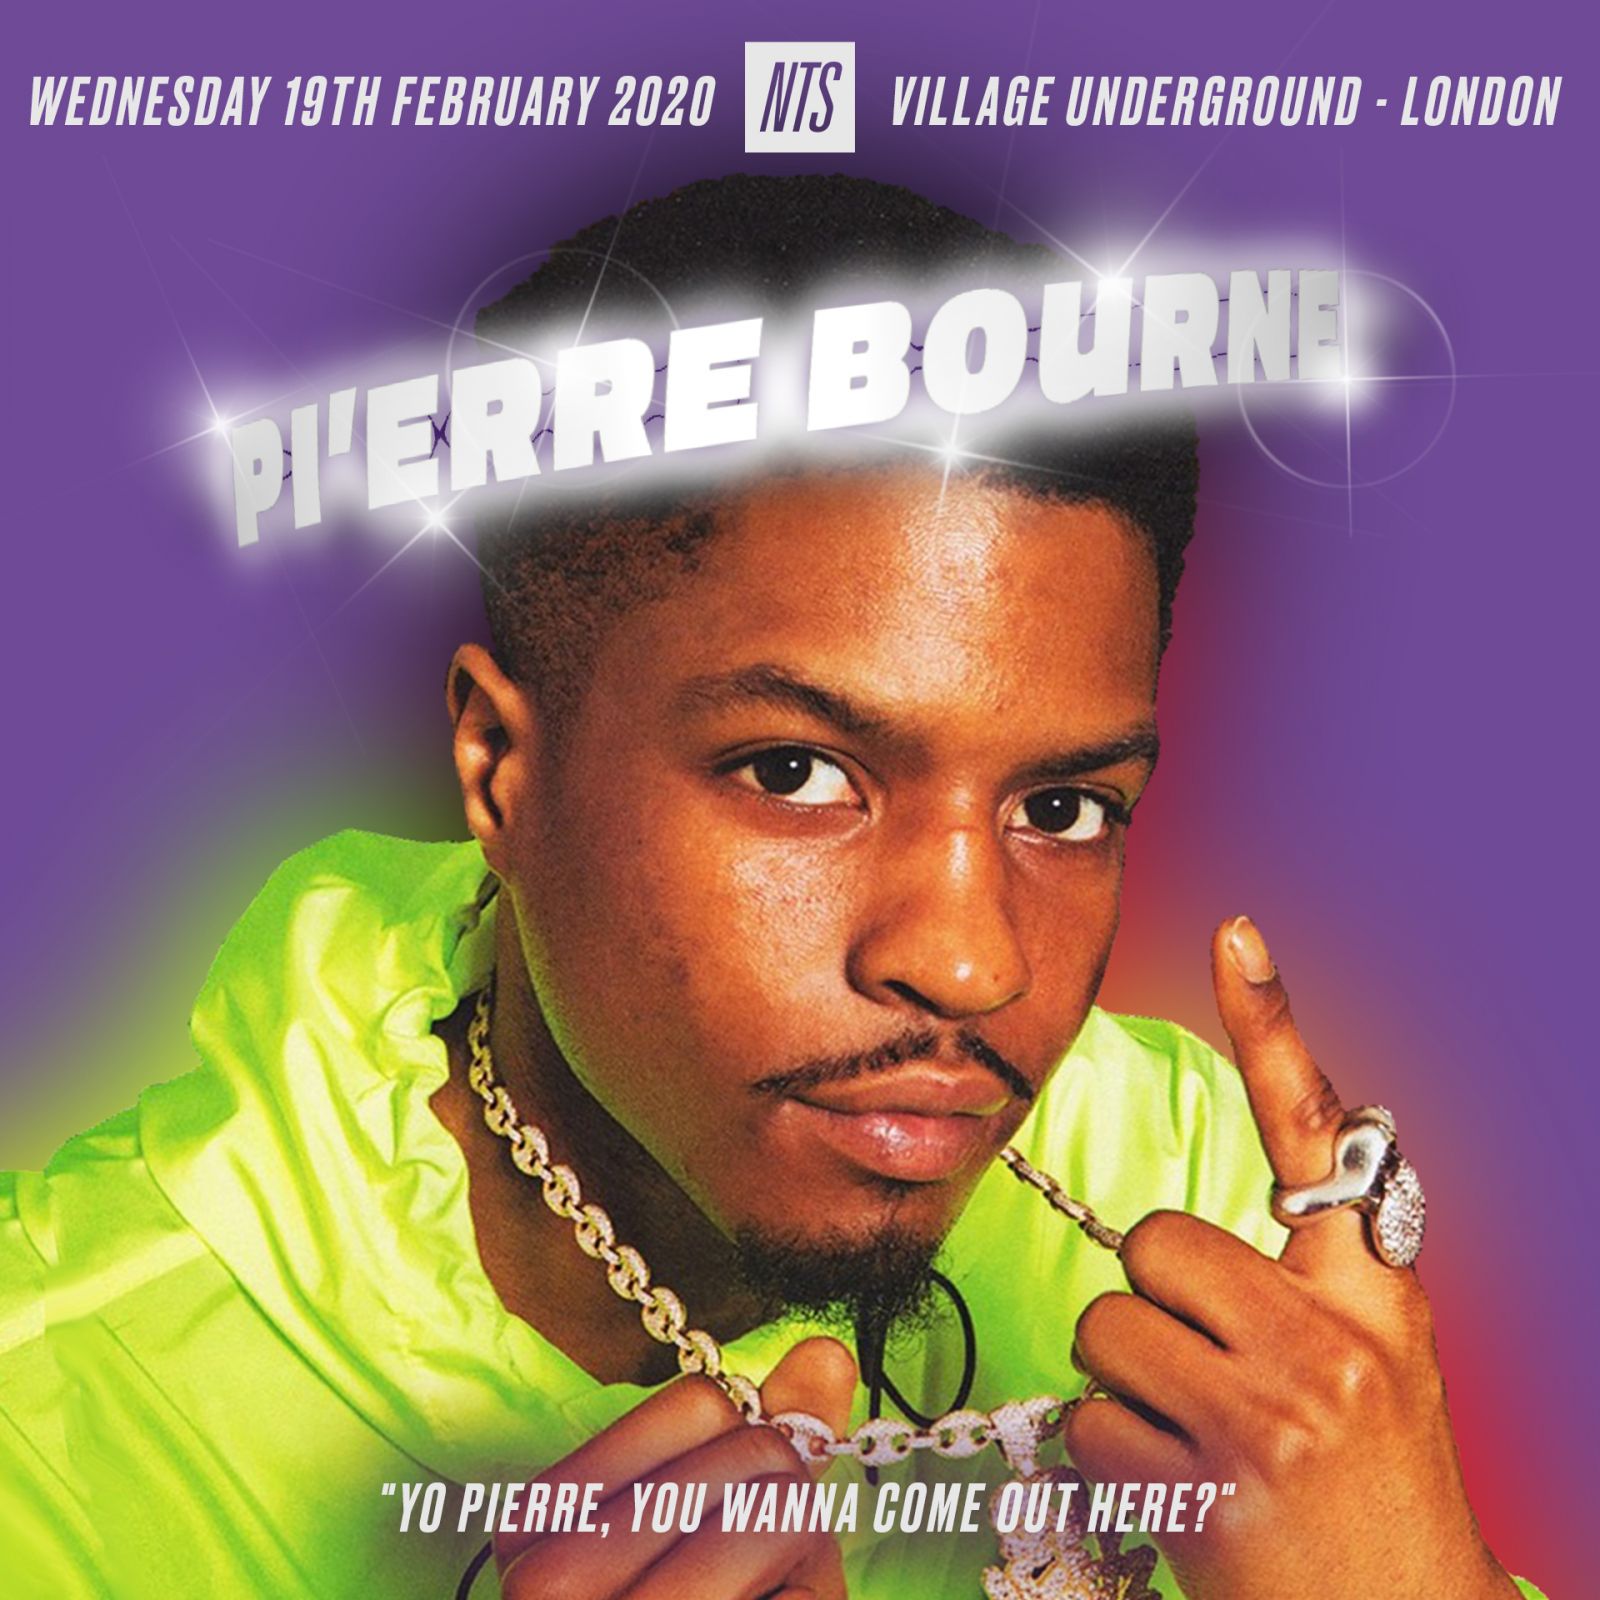 WEDNESDAY 19TH FEBRUARY 2020 NTS VILLAGE UNDERGROUND - LONDON
PI'ERRE BOURNE
"YO PIERRE, YOU WANNA COME OUT HERE?"